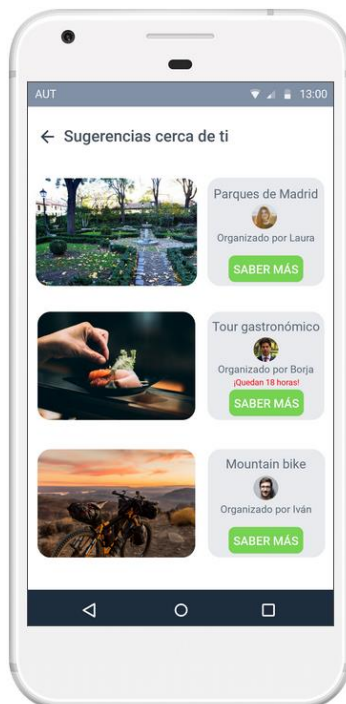 AUT 13:00
Sugerencias cerca de ti
Parques de Madrid
Organizado por Laura
SABER MÁS
Tour gastronómico
Organizado por Borja
¡Quedan 18 horas!
SABER MÁS
Mountain bike
Organizado por Iván
SABER MÁS